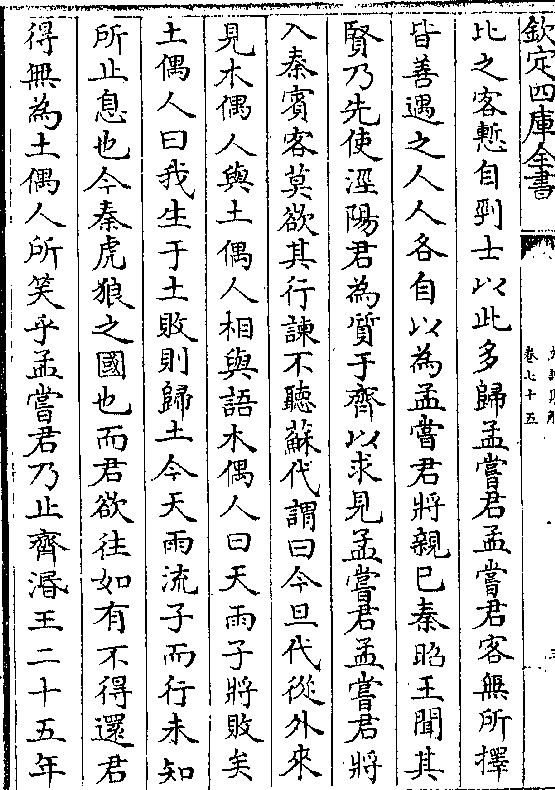 欽定四庫全書
卷七十五
比之客慙自剄士以此多歸孟嘗君孟嘗君客無所擇
皆善遇之人人各自以為孟嘗君將親已秦昭王聞其
賢乃先使涇陽君為質于齊以求見孟嘗君孟嘗君將
入秦賓客莫欲其行諫不聽蘇代謂曰今旦代從外來
見木偶人與土偶人相與語木偶人曰天雨子將敗矣
土偶人曰我生于土敗則歸土今天雨流子而行未知
所止息也今秦虎狼之國也而君欲往如有不得還君
得無為土偶人所笑乎孟嘗君乃止齊湣王二十五年